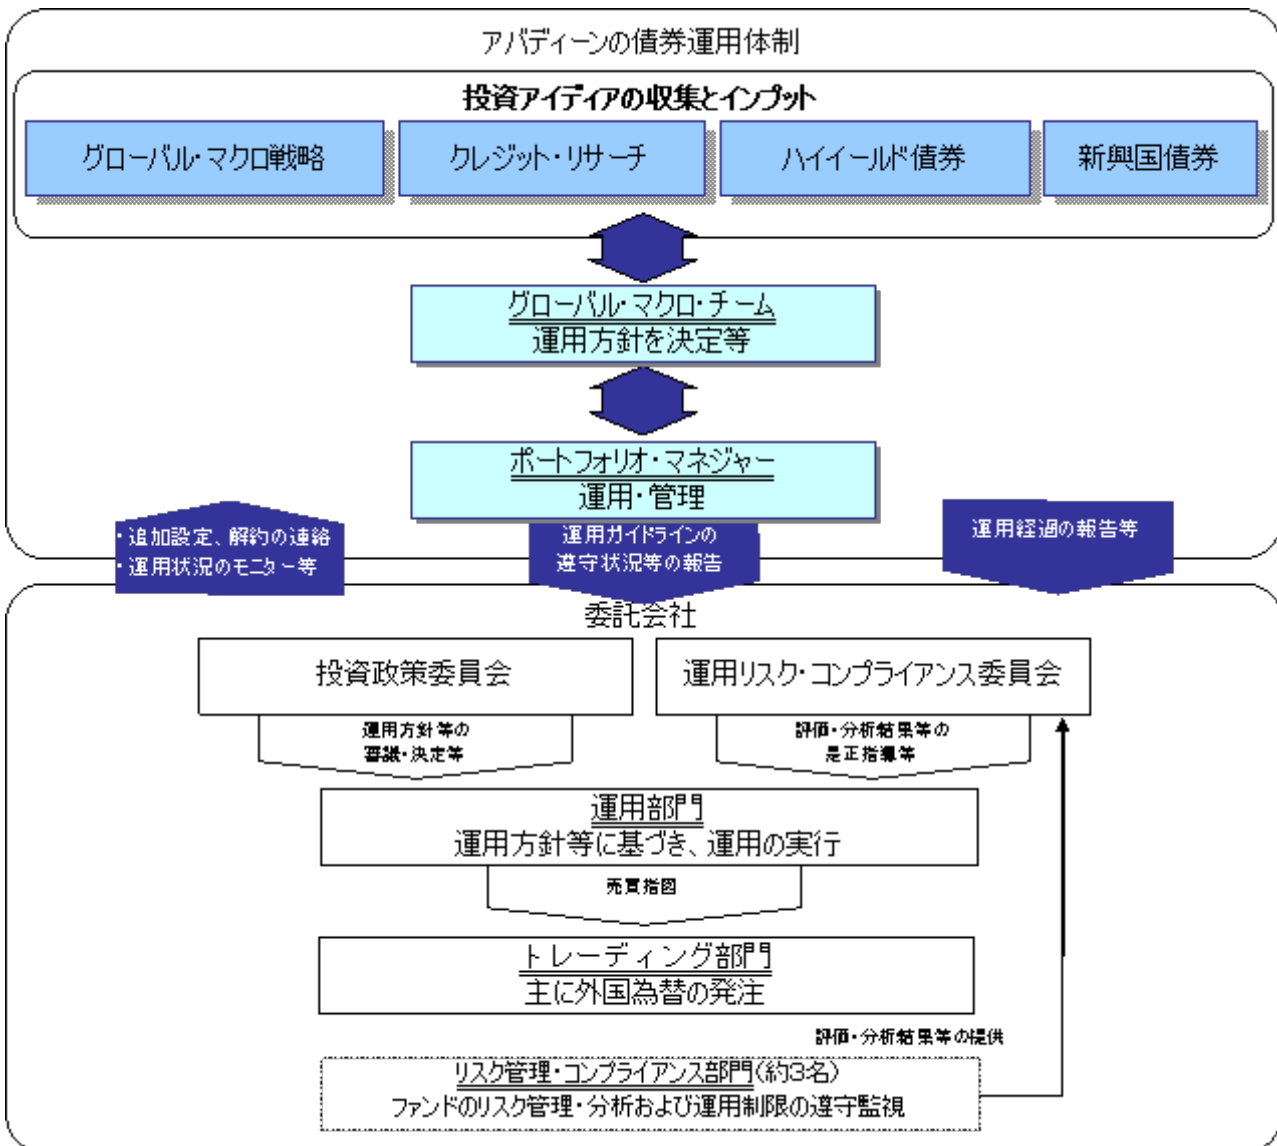 アバディーンの債券運用体制
投資アイディアの収集とインプット
グローバル・マクロ戦略
クレジット・リサーチ
ハイイールド債券
新興国債券
グローバル・マクロ・チーム
運用方針を決定等
ポートフォリオ・マネジャー
運用・管理
・追加設定、解約の連絡
・運用状況のモニター等
運用ガイドラインの
遵守状況等の報告
運用経過の報告等
委託会社
投資政策委員会
運用リスク・コンプライアンス委員会
運用方針等の
審議・決定等
評価・分析結果等の
是正指導等
運用部門
運用方針等に基づき、運用の実行
売買指図
トレーディング部門
主に外国為替の発注
評価・分析結果等の提供
リスク管理・コンプライアンス部門(約3名)
ファンドのリスク管理・分析および運用制限の遵守監視